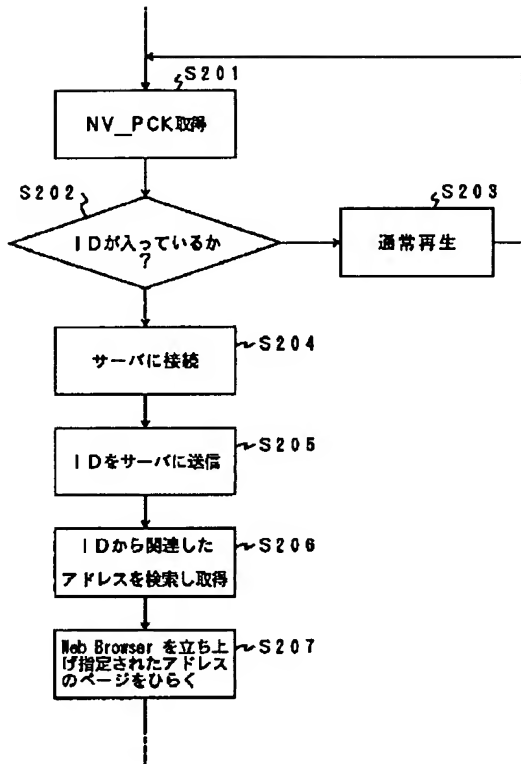 S201
NV_PCK取得
S202
IDが入っているか
?
S203
通常再生
サーバに接続
S204
IDをサーバに送信
S205
IDから関連した
アドレスを検索し取得
S206
Web Browser を立ち上
げ指定されたアドレス
のページをひらく
S207